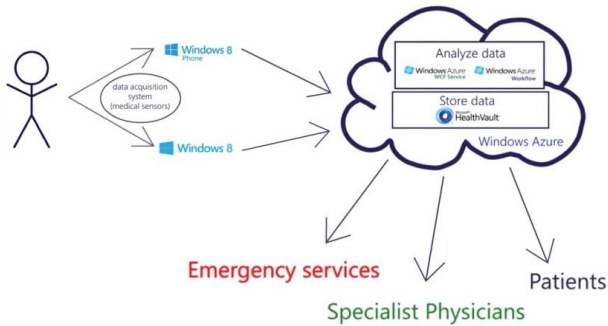 Windows 8
Phone
data acquisition
system
(medical sensors)
Windows 8
Analyze data
Windows Azure
WCF Service
Windows Azure
Workflow
Store data
Microsoft
HealthVault
Windows Azure
Emergency services
Specialist Physicians
Patients